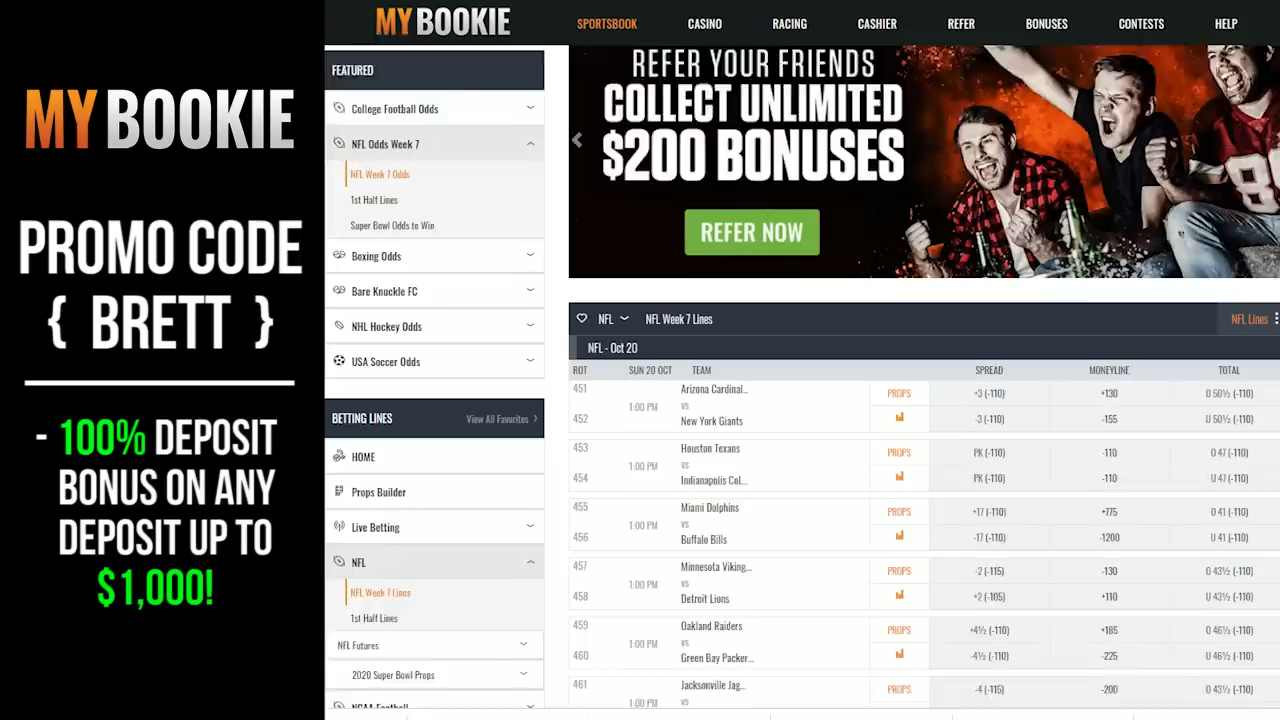 MYBOOKIE
PROMO CODE
{ BRETT }
- 100% DEPOSIT
BONUS ON ANY
DEPOSIT UP TO
$1,000!
MYBOOKIE
SPORTSBOOK CASINO RACING CASHIER REFER BONUSES CONTESTS HELP
FEATURED
College Football Odds
NFL Odds Week 7
NFL Week 7 Odds
1st Half Lines
Super Bowl Odds to Win
Boxing Odds
Bare Knuckle FC
NHL Hockey Odds
USA Soccer Odds
BETTING LINES View All Favorites
HOME
Props Builder
Live Betting
NFL
NFL Week 7 Lines
1st Half Lines
NFL Futures
2020 Super Bowl Props
NCAA Football
REFER YOUR FRIENDS
COLLECT UNLIMITED
$200 BONUSES
REFER NOW
NFL NFL Week 7 Lines NFL Lines
NFL - Oct 20
ROT SUN 20 OCT TEAM SPREAD MONEYLINE TOTAL
451 Arizona Cardinal... PROPS +3 (-110) +130 O 50½ (-110)
1:00 PM vs
452 New York Giants -3 (-110) -155 U 50½ (-110)
453 Houston Texans PROPS PK (-110) -110 O 47 (-110)
1:00 PM vs
454 Indianapolis Col... PK (-110) -110 U 47 (-110)
455 Miami Dolphins PROPS +17 (-110) +775 O 41 (-110)
1:00 PM vs
456 Buffalo Bills -17 (-110) -1200 U 41 (-110)
457 Minnesota Viking... PROPS -2 (-115) -130 O 43½ (-110)
1:00 PM vs
458 Detroit Lions +2 (-105) +110 U 43½ (-110)
459 Oakland Raiders PROPS +4½ (-110) +185 O 46½ (-110)
1:00 PM vs
460 Green Bay Packer... -4½ (-110) -225 U 46½ (-110)
461 Jacksonville Jag... PROPS -4 (-115) -200 O 43½ (-110)
1:00 PM vs